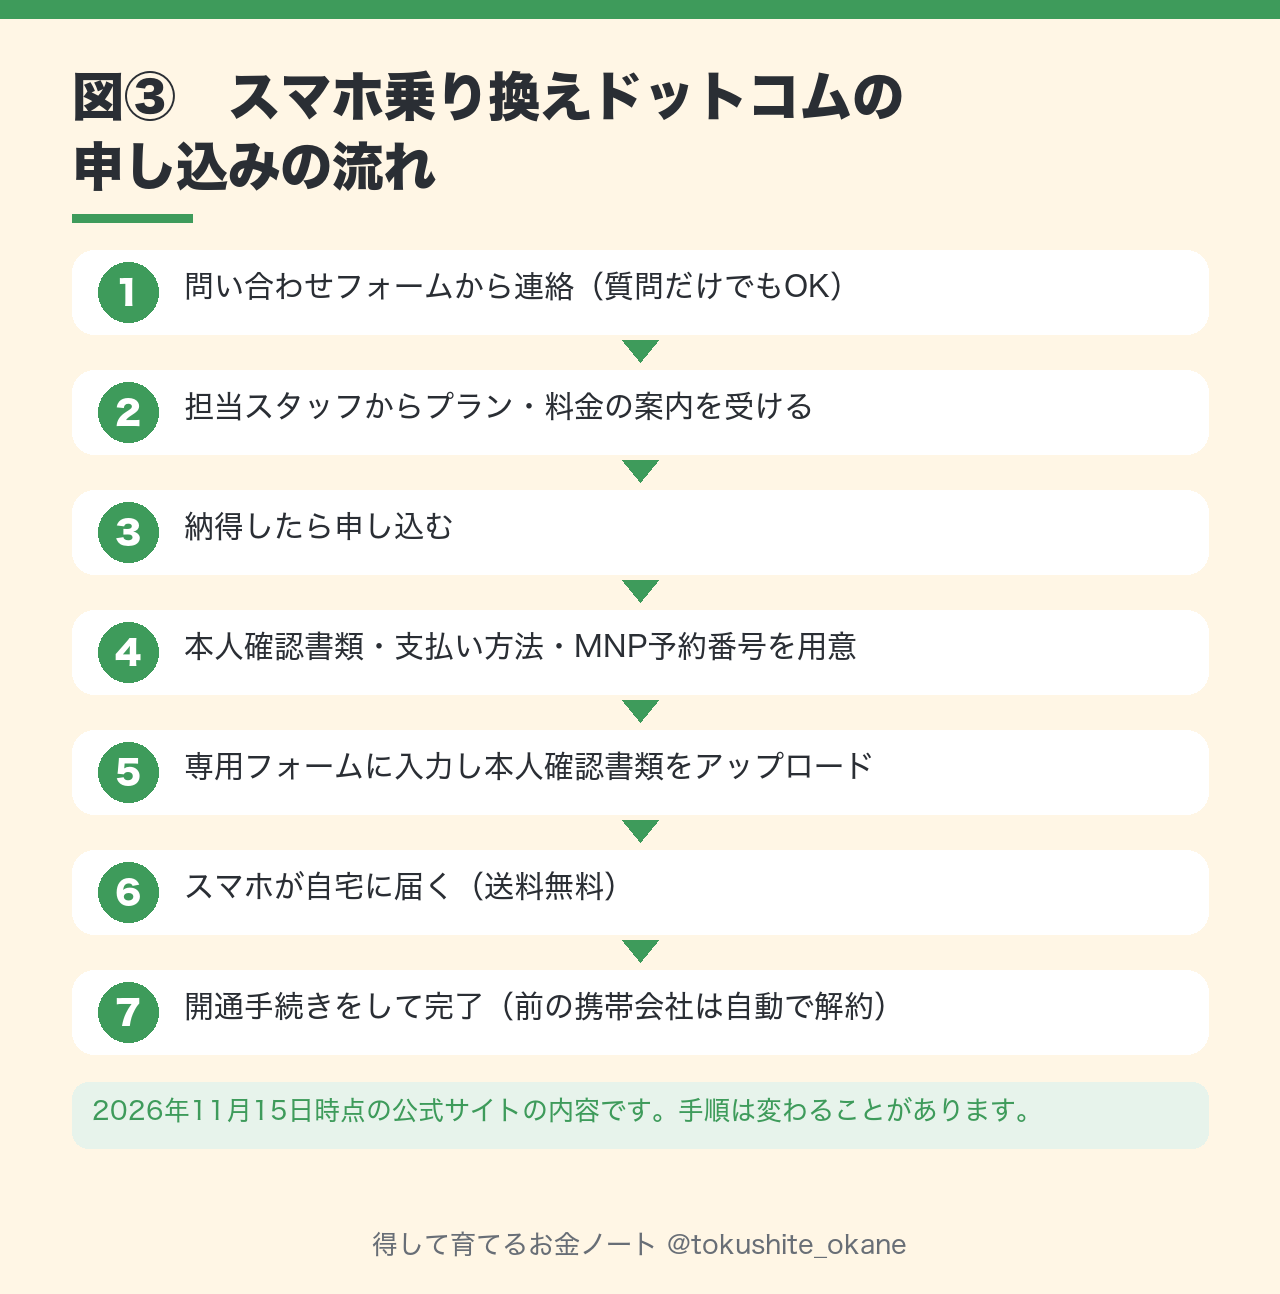 図③　スマホ乗り換えドットコムの
申し込みの流れ
1 問い合わせフォームから連絡（質問だけでもOK）
2 担当スタッフからプラン・料金の案内を受ける
3 納得したら申し込む
4 本人確認書類・支払い方法・MNP予約番号を用意
5 専用フォームに入力し本人確認書類をアップロード
6 スマホが自宅に届く（送料無料）
7 開通手続きをして完了（前の携帯会社は自動で解約）
2026年11月15日時点の公式サイトの内容です。手順は変わることがあります。
得して育てるお金ノート @tokushite_okane